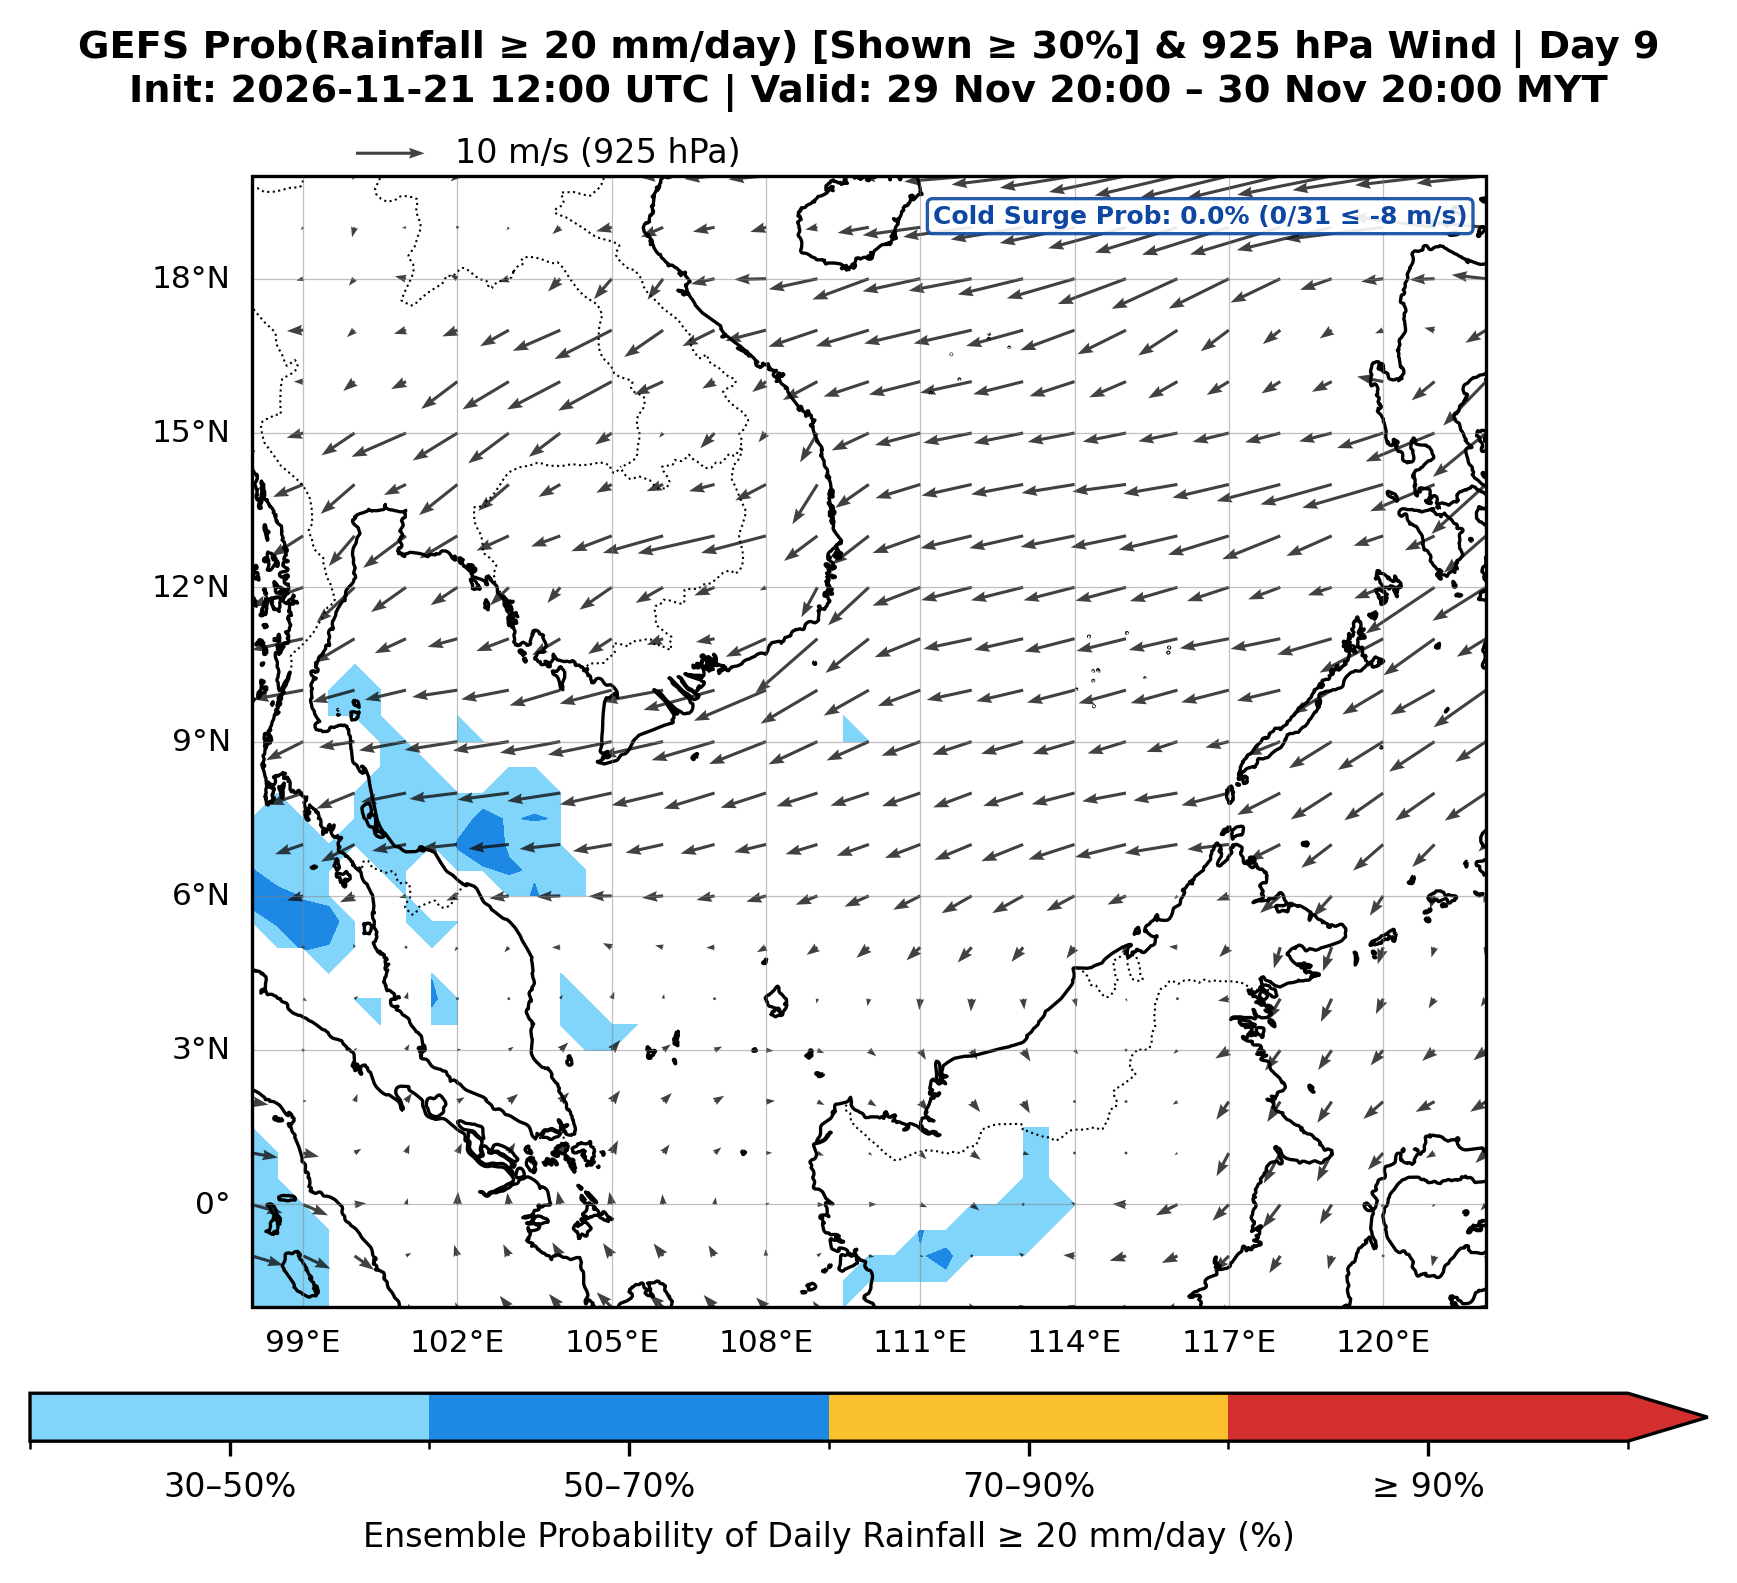 GEFS Prob(Rainfall ≥ 20 mm/day) [Shown ≥ 30%] & 925 hPa Wind | Day 9
Init: 2026-11-21 12:00 UTC | Valid: 29 Nov 20:00 – 30 Nov 20:00 MYT
10 m/s (925 hPa)
Cold Surge Prob: 0.0% (0/31 ≤ -8 m/s)
18°N
15°N
12°N
9°N
6°N
3°N
0°
99°E 102°E 105°E 108°E 111°E 114°E 117°E 120°E
30–50% 50–70% 70–90% ≥ 90%
Ensemble Probability of Daily Rainfall ≥ 20 mm/day (%)